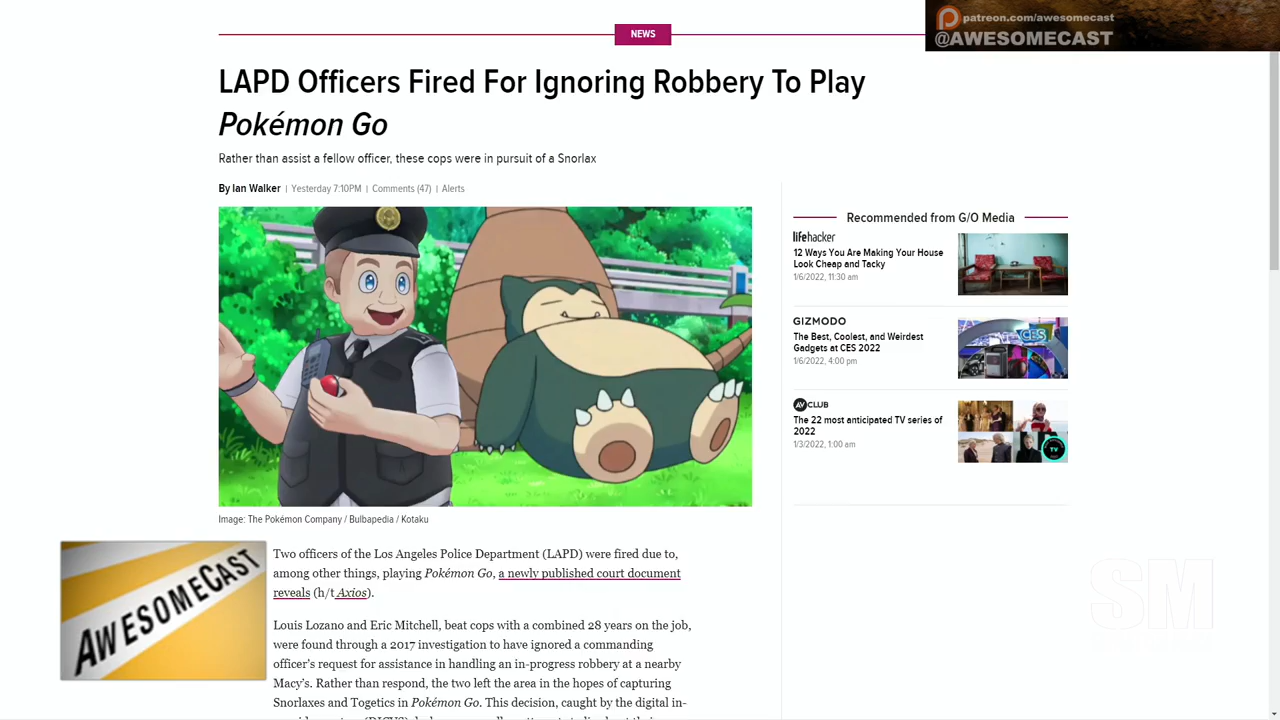 patreon.com/awesomecast
@AWESOMECAST
NEWS
LAPD Officers Fired For Ignoring Robbery To Play
Pokémon Go
Rather than assist a fellow officer, these cops were in pursuit of a Snorlax
By Ian Walker | Yesterday 7:10PM | Comments (47) | Alerts
Image: The Pokémon Company / Bulbapedia / Kotaku
Two officers of the Los Angeles Police Department (LAPD) were fired due to,
among other things, playing Pokémon Go, a newly published court document
reveals (h/t Axios).
Louis Lozano and Eric Mitchell, beat cops with a combined 28 years on the job,
were found through a 2017 investigation to have ignored a commanding
officer's request for assistance in handling an in-progress robbery at a nearby
Macy's. Rather than respond, the two left the area in the hopes of capturing
Snorlaxes and Togetics in Pokémon Go. This decision, caught by the digital in-
Recommended from G/O Media
lifehacker
12 Ways You Are Making Your House
Look Cheap and Tacky
1/6/2022, 11:30 am
GIZMODO
The Best, Coolest, and Weirdest
Gadgets at CES 2022
1/6/2022, 4:00 pm
CES
AV CLUB
The 22 most anticipated TV series of
2022
1/3/2022, 1:00 am
TV
AWESOMECAST
SM